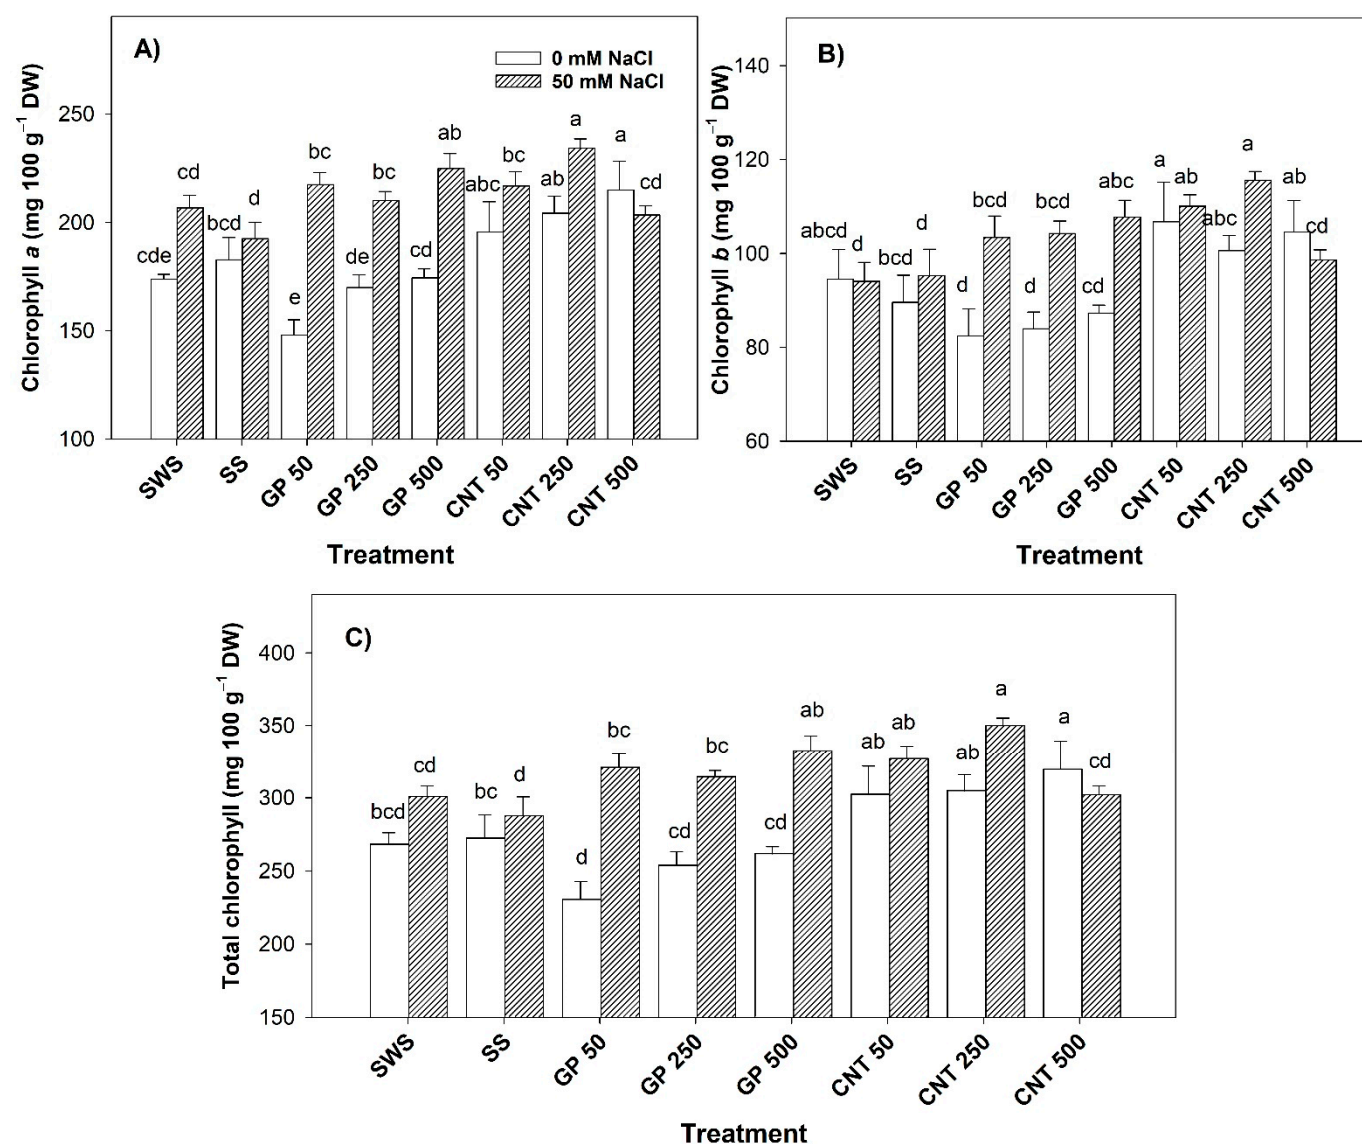 A)
0 mM NaCl
50 mM NaCl
Chlorophyll a (mg 100 g⁻¹ DW)
250
200
150
100
cde
cd
bcd
d
e
bc
de
bc
cd
ab
abc
bc
ab
a
a
cd
SWS
SS
GP 50
GP 250
GP 500
CNT 50
CNT 250
CNT 500
Treatment
B)
Chlorophyll b (mg 100 g⁻¹ DW)
140
120
100
80
60
abcd
d
bcd
d
d
bcd
d
bcd
cd
abc
a
ab
abc
a
ab
cd
SWS
SS
GP 50
GP 250
GP 500
CNT 50
CNT 250
CNT 500
Treatment
C)
Total chlorophyll (mg 100 g⁻¹ DW)
400
350
300
250
200
150
bcd
cd
bc
d
d
bc
cd
bc
cd
ab
ab
ab
ab
a
a
cd
SWS
SS
GP 50
GP 250
GP 500
CNT 50
CNT 250
CNT 500
Treatment